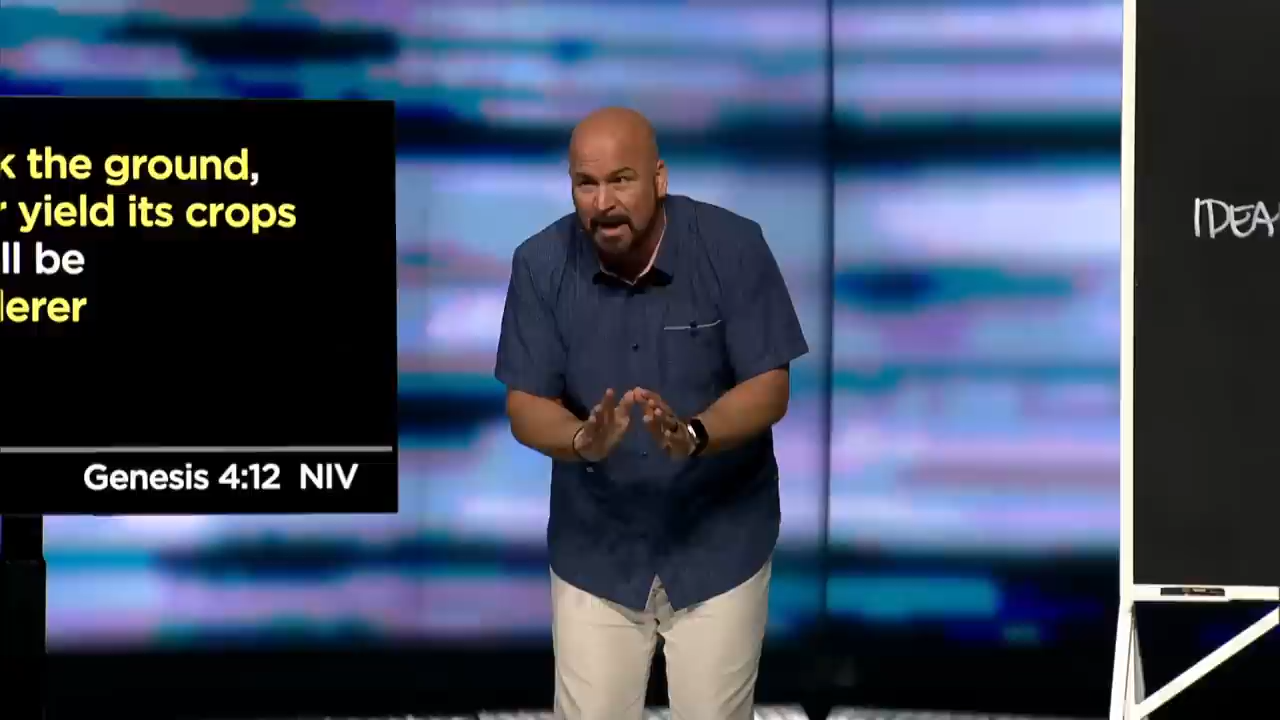 k the ground,
r yield its crops
ll be
lerer
Genesis 4:12 NIV
IDEA